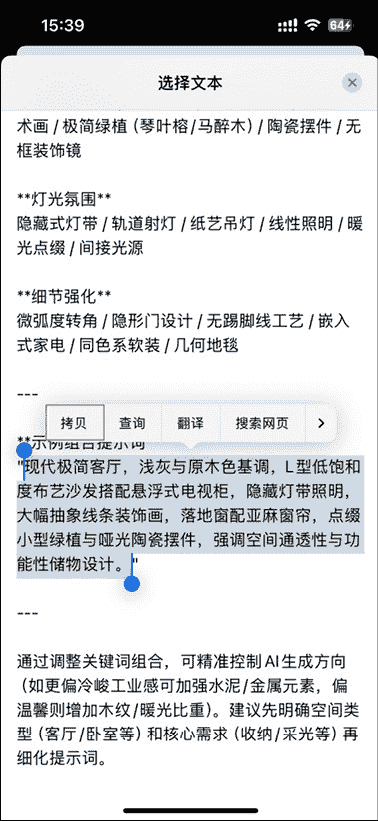 15:39
64
选择文本
术画 / 极简绿植（琴叶榕/马醉木）/ 陶瓷摆件 / 无
框装饰镜
**灯光氛围**
隐藏式灯带 / 轨道射灯 / 纸艺吊灯 / 线性照明 / 暖
光点缀 / 间接光源
**细节强化**
微弧度转角 / 隐形门设计 / 无踢脚线工艺 / 嵌入
式家电 / 同色系软装 / 几何地毯
---
拷贝 查询 翻译 搜索网页
**示例组合提示词
"现代极简客厅，浅灰与原木色基调，L型低饱和
度布艺沙发搭配悬浮式电视柜，隐藏灯带照明，
大幅抽象线条装饰画，落地窗配亚麻窗帘，点缀
小型绿植与哑光陶瓷摆件，强调空间通透性与功
能性储物设计。"
---
通过调整关键词组合，可精准控制AI生成方向
（如更偏冷峻工业感可加强水泥/金属元素，偏
温馨则增加木纹/暖光比重）。建议先明确空间类
型（客厅/卧室等）和核心需求（收纳/采光等）再
细化提示词。